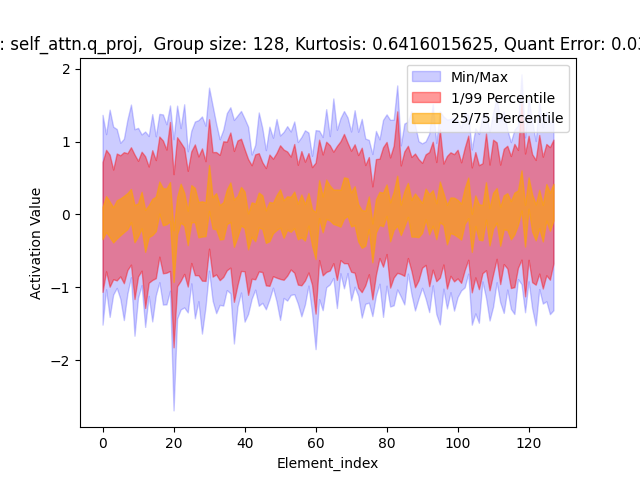 : self_attn.q_proj,  Group size: 128, Kurtosis: 0.6416015625, Quant Error: 0.03
Min/Max
1/99 Percentile
25/75 Percentile
2
1
0
−1
−2
Activation Value
0
20
40
60
80
100
120
Element_index